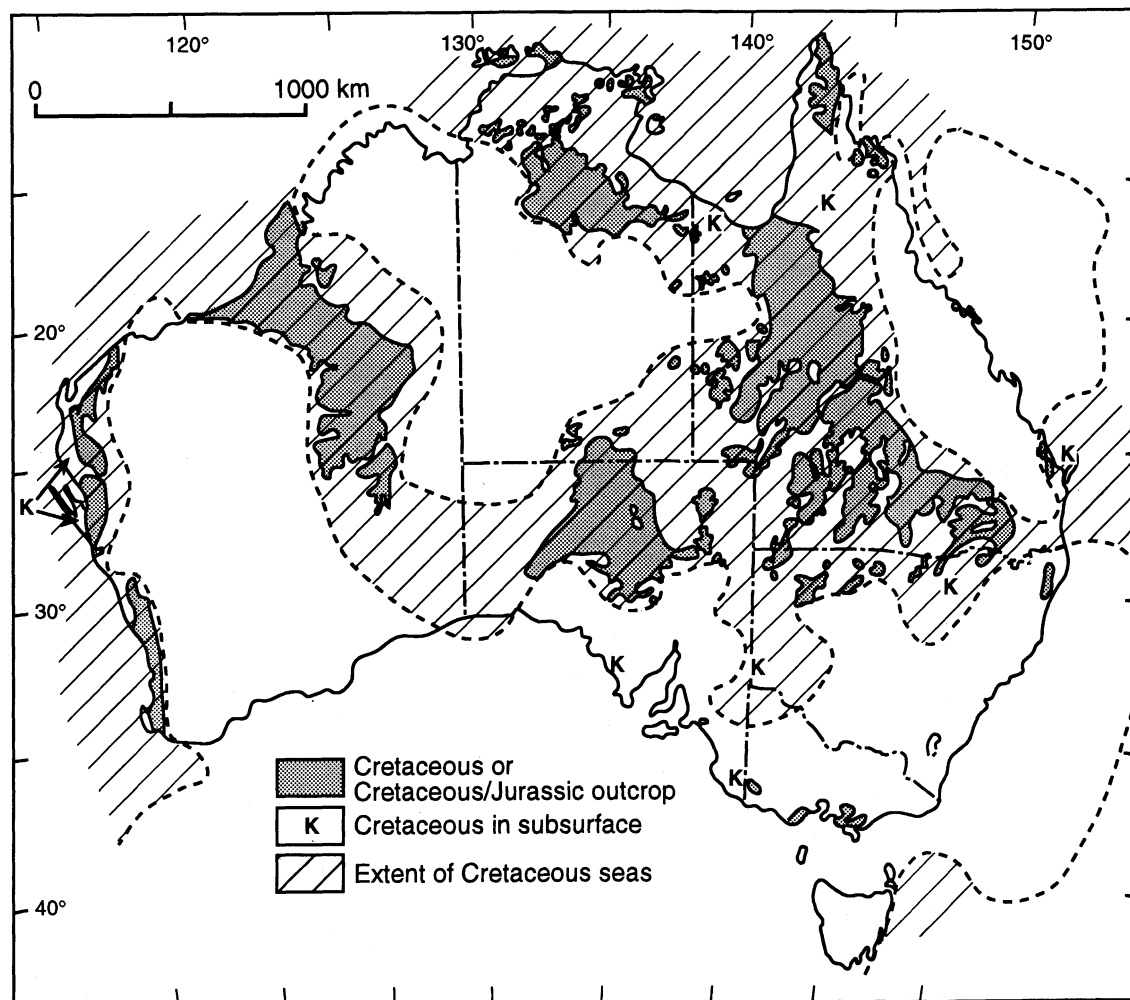 120°
130°
140°
150°
0
1000 km
K
K
20°
K
K
K
30°
K
K
Cretaceous or
Cretaceous/Jurassic outcrop
K
K
Cretaceous in subsurface
Extent of Cretaceous seas
40°